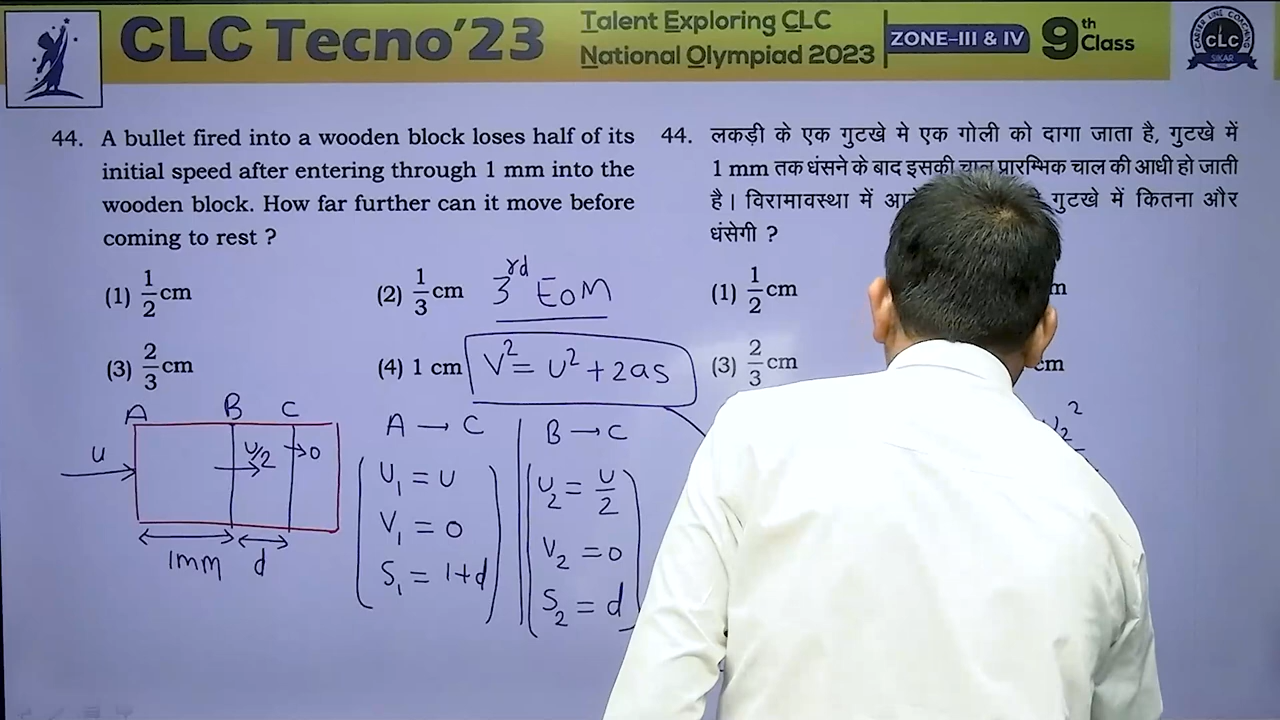 CLC Tecno'23
Talent Exploring CLC
National Olympiad 2023
ZONE-III & IV
9th Class
CLC
SIKAR
44. A bullet fired into a wooden block loses half of its
initial speed after entering through 1 mm into the
wooden block. How far further can it move before
coming to rest ?
(1) 1/2 cm
(2) 1/3 cm
(3) 2/3 cm
(4) 1 cm
44. लकड़ी के एक गुटखे मे एक गोली को दागा जाता है, गुटखे में
1 mm तक धंसने के बाद इसकी चाल प्रारम्भिक चाल की आधी हो जाती
है। विरामावस्था में गुटखे में कितना और
धंसेगी ?
(1) 1/2 cm
(3) 2/3 cm
3rd EOM
V² = U² + 2as
A B C
U
U/2
0
1mm d
A → C
U₁ = U
V₁ = 0
S₁ = 1+d
B → C
U₂ = U/2
V₂ = 0
S₂ = d